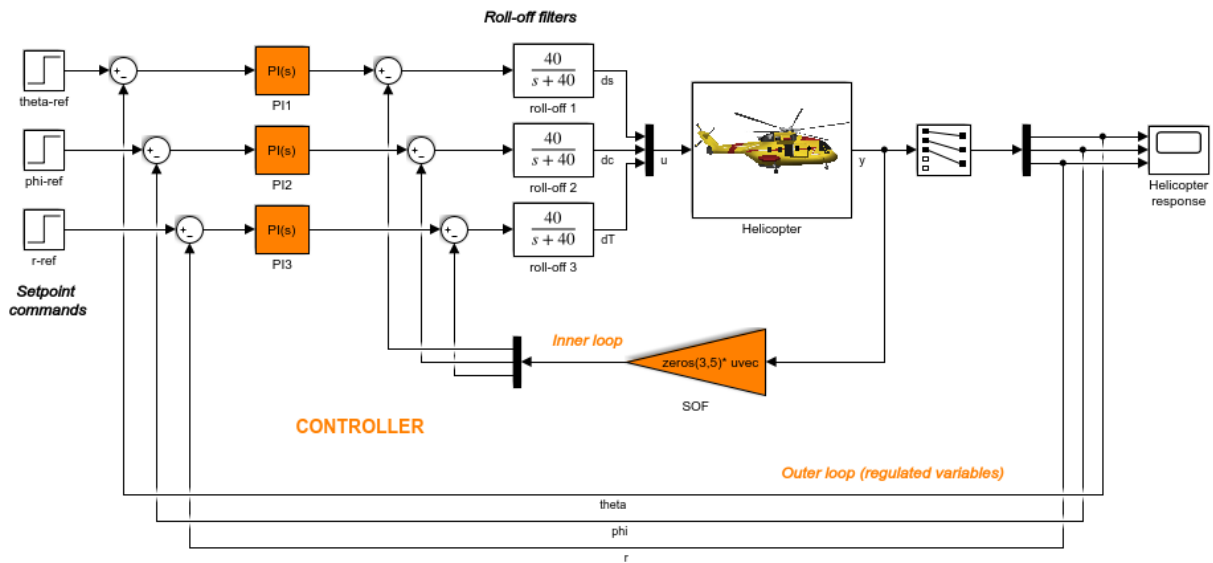 Roll-off filters
+
-
PI(s)
+
-
40
s + 40
ds
theta-ref
PI1
roll-off 1
+
-
PI(s)
+
-
40
s + 40
dc
u
y
phi-ref
PI2
roll-off 2
Helicopter
response
+
-
PI(s)
+
-
40
s + 40
dT
Helicopter
r-ref
PI3
roll-off 3
Setpoint
commands
Inner loop
zeros(3,5)* uvec
SOF
CONTROLLER
Outer loop (regulated variables)
theta
phi
r